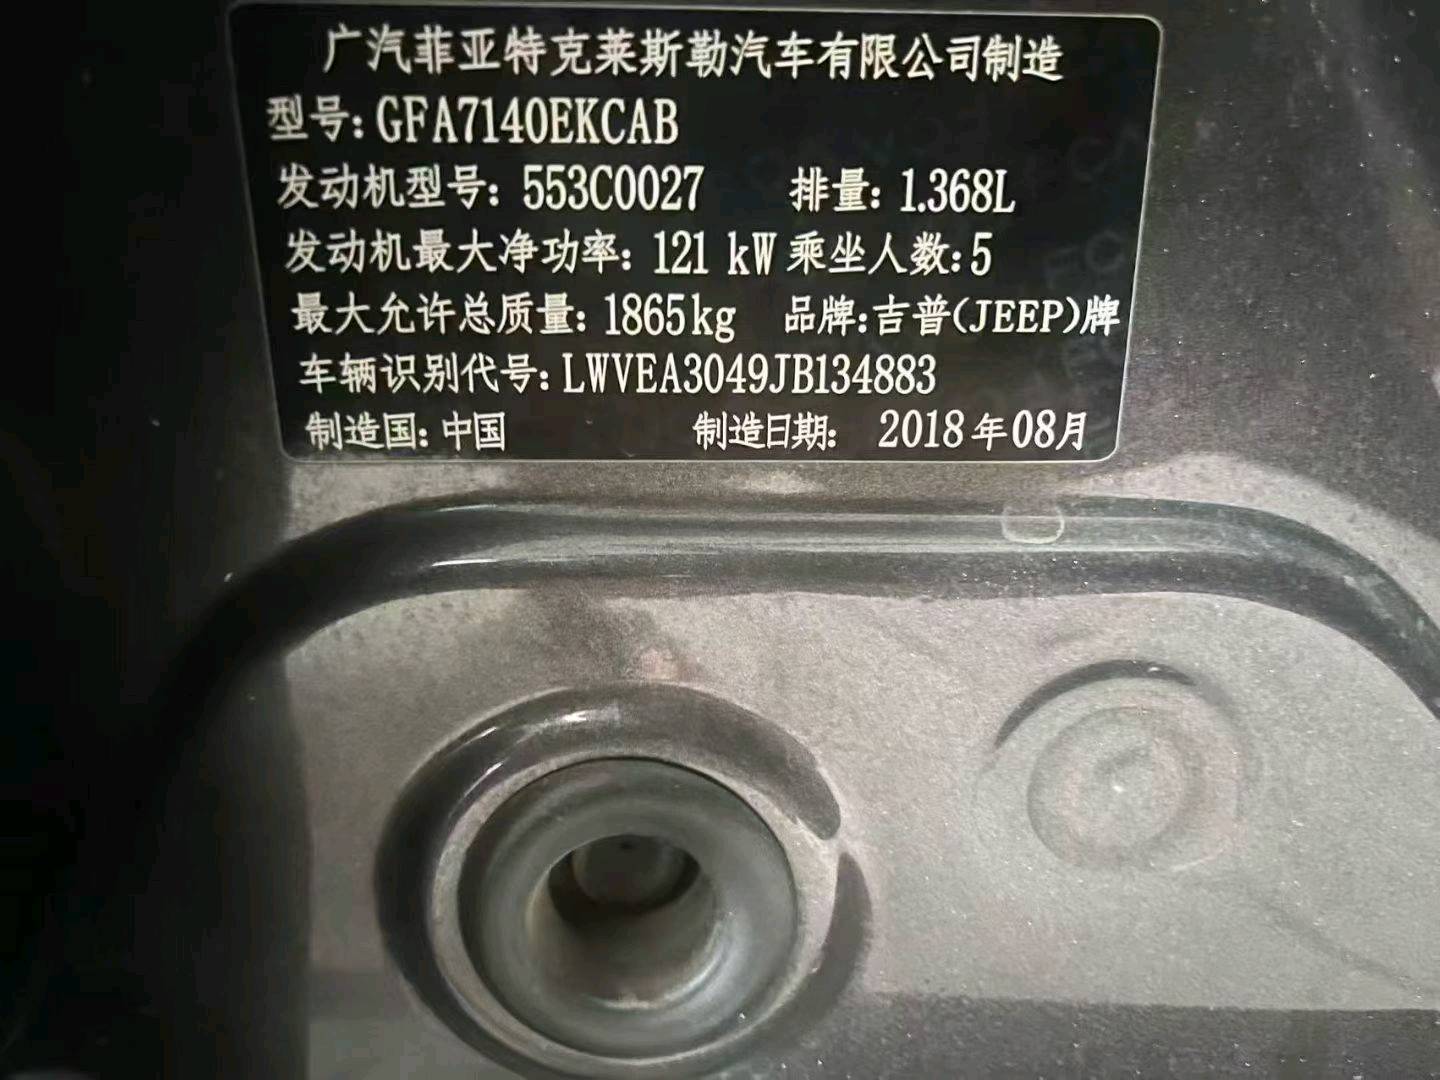 广汽菲亚特克莱斯勒汽车有限公司制造
型号:GFA7140EKCAB
发动机型号:553C0027 排量:1.368L
发动机最大净功率:121 kW 乘坐人数:5
最大允许总质量:1865kg 品牌:吉普(JEEP)牌
车辆识别代号:LWVEA3049JB134883
制造国:中国 制造日期: 2018年08月